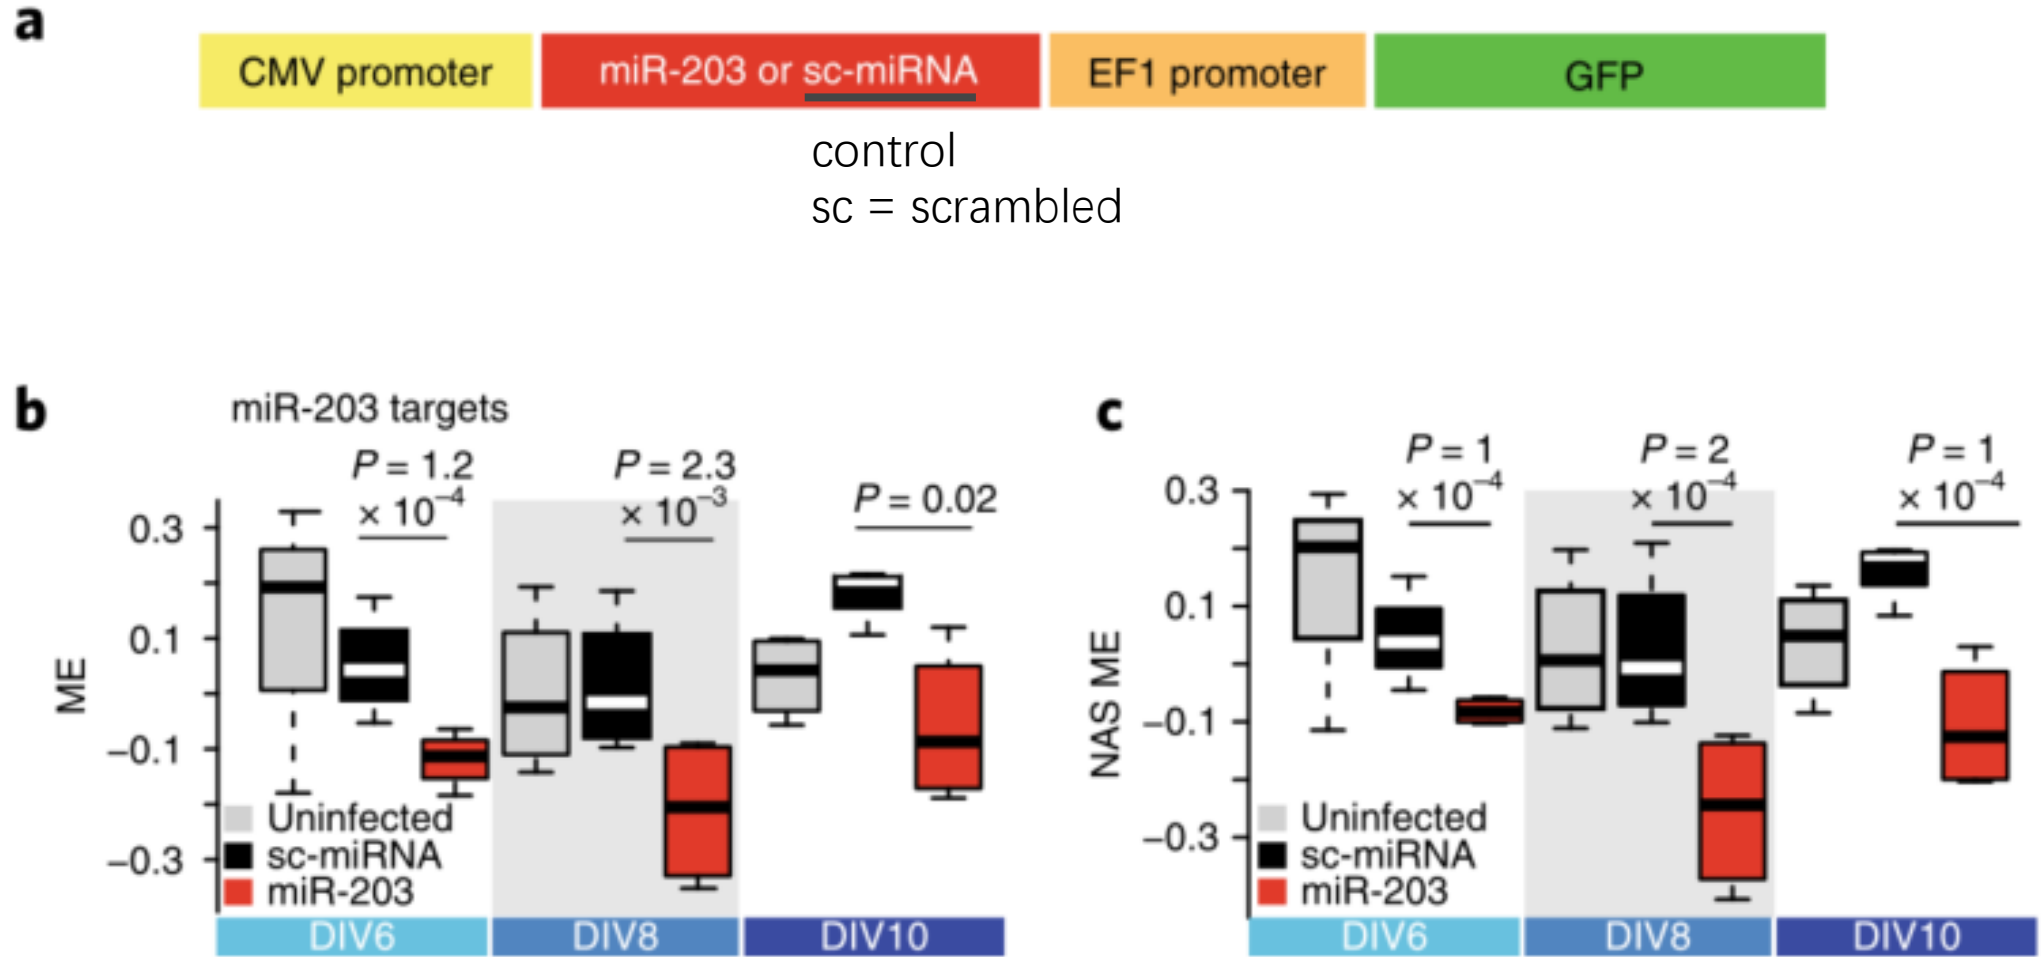 a
CMV promoter
miR-203 or sc-miRNA
EF1 promoter
GFP
control
sc = scrambled
b
miR-203 targets
P = 1.2
× 10⁻⁴
P = 2.3
× 10⁻³
P = 0.02
ME
0.3
0.1
−0.1
−0.3
Uninfected
sc-miRNA
miR-203
DIV6
DIV8
DIV10
c
P = 1
× 10⁻⁴
P = 2
× 10⁻⁴
P = 1
× 10⁻⁴
NAS ME
0.3
0.1
−0.1
−0.3
Uninfected
sc-miRNA
miR-203
DIV6
DIV8
DIV10